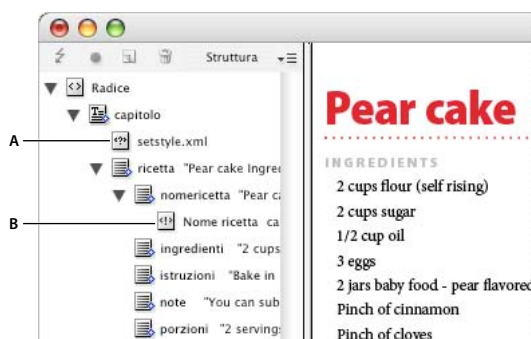 Struttura
Radice
capitolo
A
setstyle.xml
ricetta "Pear cake Ingre
nomericetta "Pear c
B
Nome ricetta ca
ingredienti "2 cups
istruzioni "Bake in
note "You can sub
porzioni "2 serving
Pear cake
INGREDIENTS
2 cups flour (self rising)
2 cups sugar
1/2 cup oil
3 eggs
2 jars baby food - pear flavored
Pinch of cinnamon
Pinch of cloves